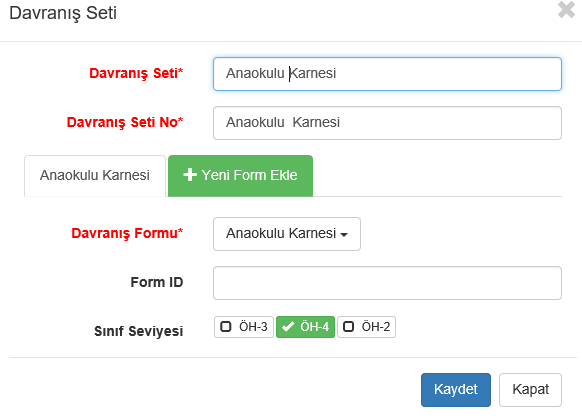 Davranış Seti
Davranış Seti* Anaokulu Karnesi
Davranış Seti No* Anaokulu  Karnesi
Anaokulu Karnesi Yeni Form Ekle
Davranış Formu* Anaokulu Karnesi
Form ID
Sınıf Seviyesi ÖH-3 ÖH-4 ÖH-2
Kaydet Kapat